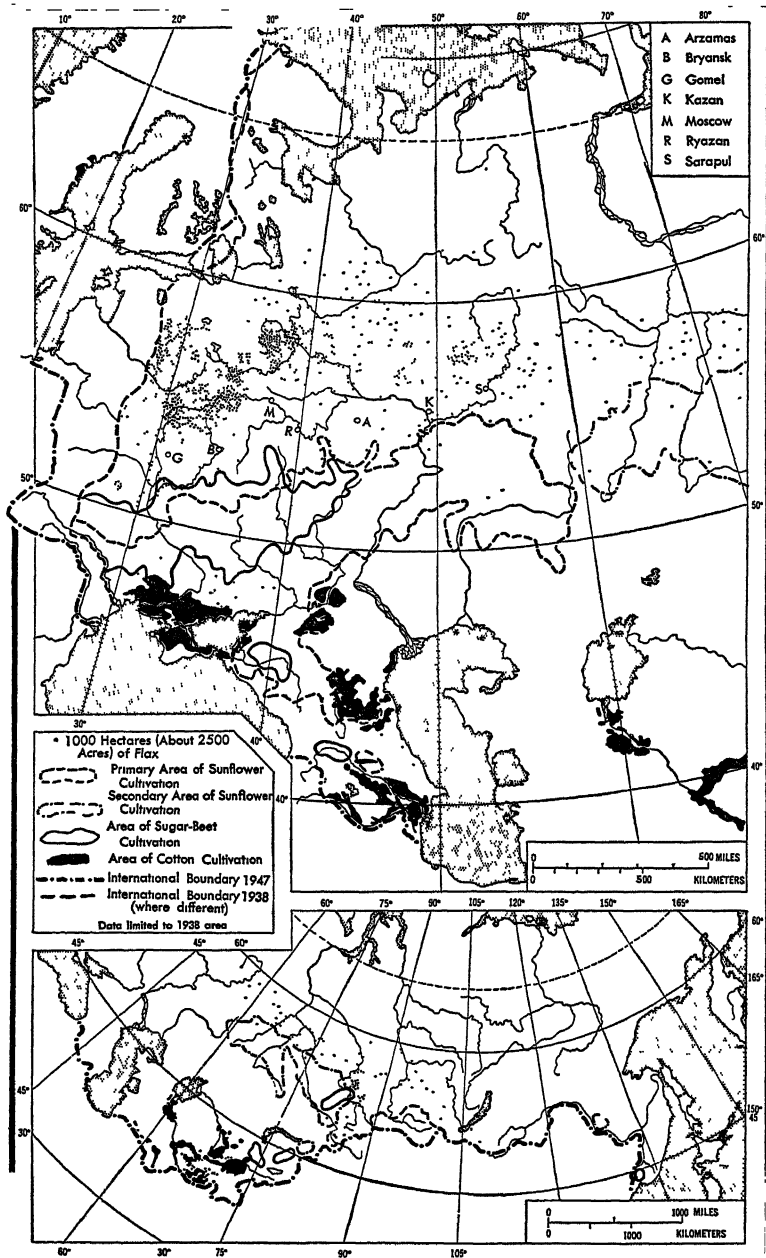 10° 20° 30° 40° 50° 60° 70° 80°
A Arzamas
B Bryansk
G Gomel
K Kazan
M Moscow
R Ryazan
S Sarapul
60° 60°
S
K
M
A
R
B
G
50° 50°
30°
40°
40°
40°
• 1000 Hectares (About 2500
Acres) of Flax
Primary Area of Sunflower
Cultivation
Secondary Area of Sunflower
Cultivation
Area of Sugar-Beet
Cultivation
Area of Cotton Cultivation
International Boundary 1947
International Boundary 1938
(where different)
Data limited to 1938 area
0 500 MILES
0 500 KILOMETERS
60° 75° 90° 105° 120° 135° 150° 165°
60°
45° 45° 60°
165°
45°
150°
45°
30°
0 1000 MILES
0 1000 KILOMETERS
60° 30° 75° 90° 105°